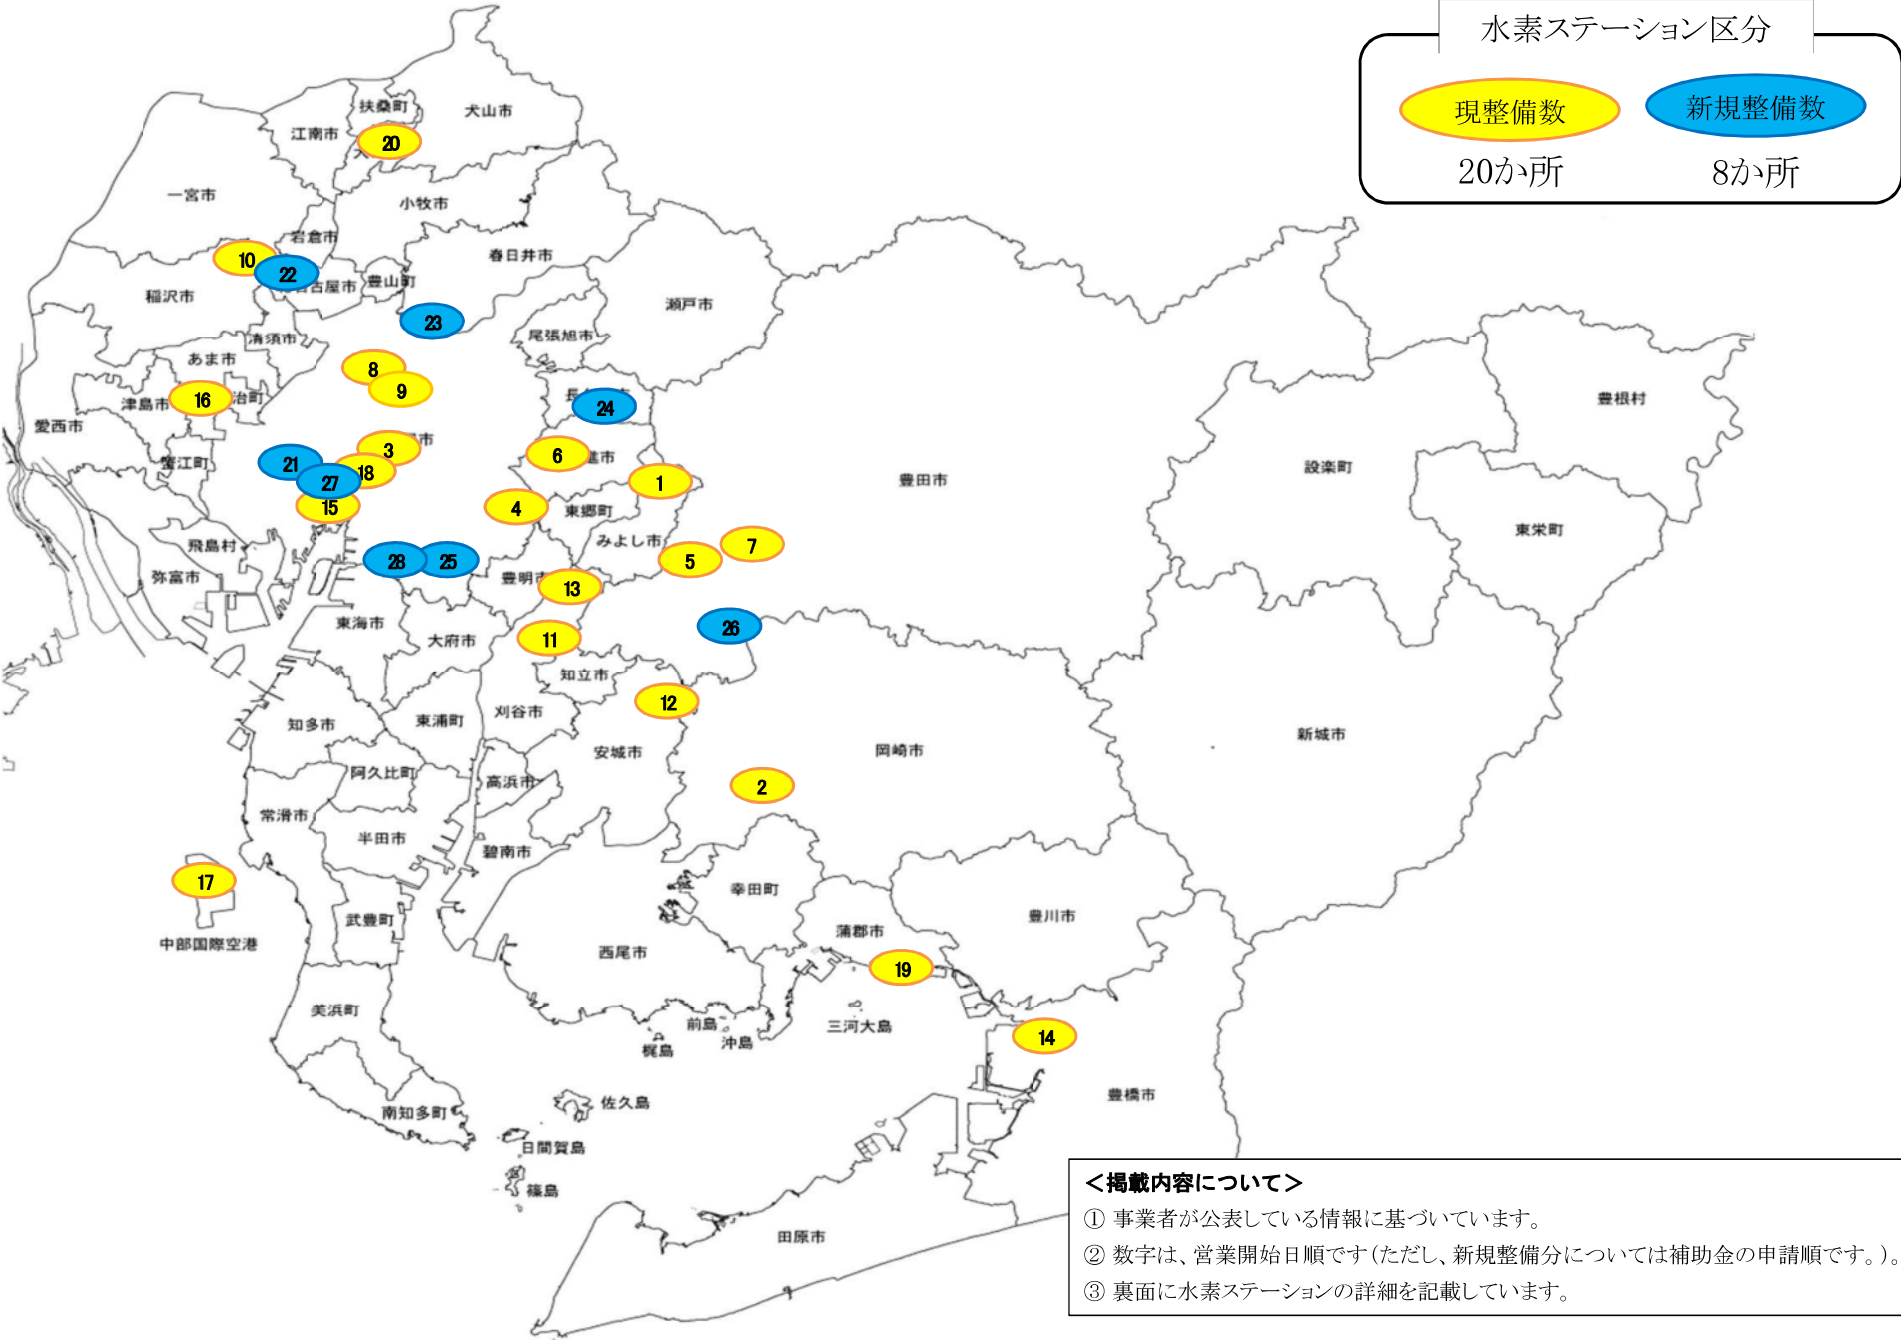 水素ステーション区分
現整備数
新規整備数
20か所
8か所
扶桑町
犬山市
江南市
20
一宮市
小牧市
岩倉市
春日井市
10
22
古屋市
豊山町
稲沢市
瀬戸市
23
清須市
尾張旭市
あま市
8
9
津島市
16
治町
24
豊根村
愛西市
3
市
6
進市
蟹江町
21
18
27
15
1
設楽町
豊田市
4
東郷町
東栄町
みよし市
飛島村
7
5
28
25
弥富市
豊明市
13
東海市
大府市
11
26
知立市
12
知多市
東浦町
刈谷市
安城市
岡崎市
新城市
阿久比町
高浜市
2
常滑市
半田市
碧南市
17
幸田町
武豊町
豊川市
蒲郡市
中部国際空港
西尾市
19
美浜町
前島
三河大島
梶島
沖島
14
豊橋市
南知多町
佐久島
日間賀島
篠島
田原市
＜掲載内容について＞
① 事業者が公表している情報に基づいています。
② 数字は、営業開始日順です(ただし、新規整備分については補助金の申請順です。)。
③ 裏面に水素ステーションの詳細を記載しています。